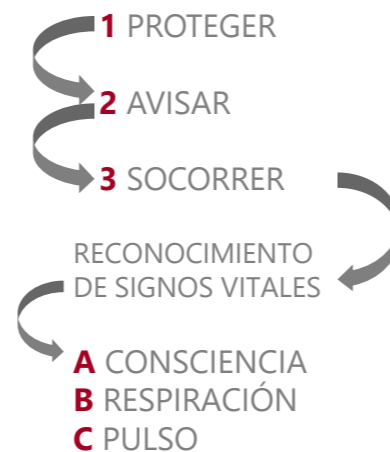 1 PROTEGER
2 AVISAR
3 SOCORRER
RECONOCIMIENTO
DE SIGNOS VITALES
A CONSCIENCIA
B RESPIRACIÓN
C PULSO